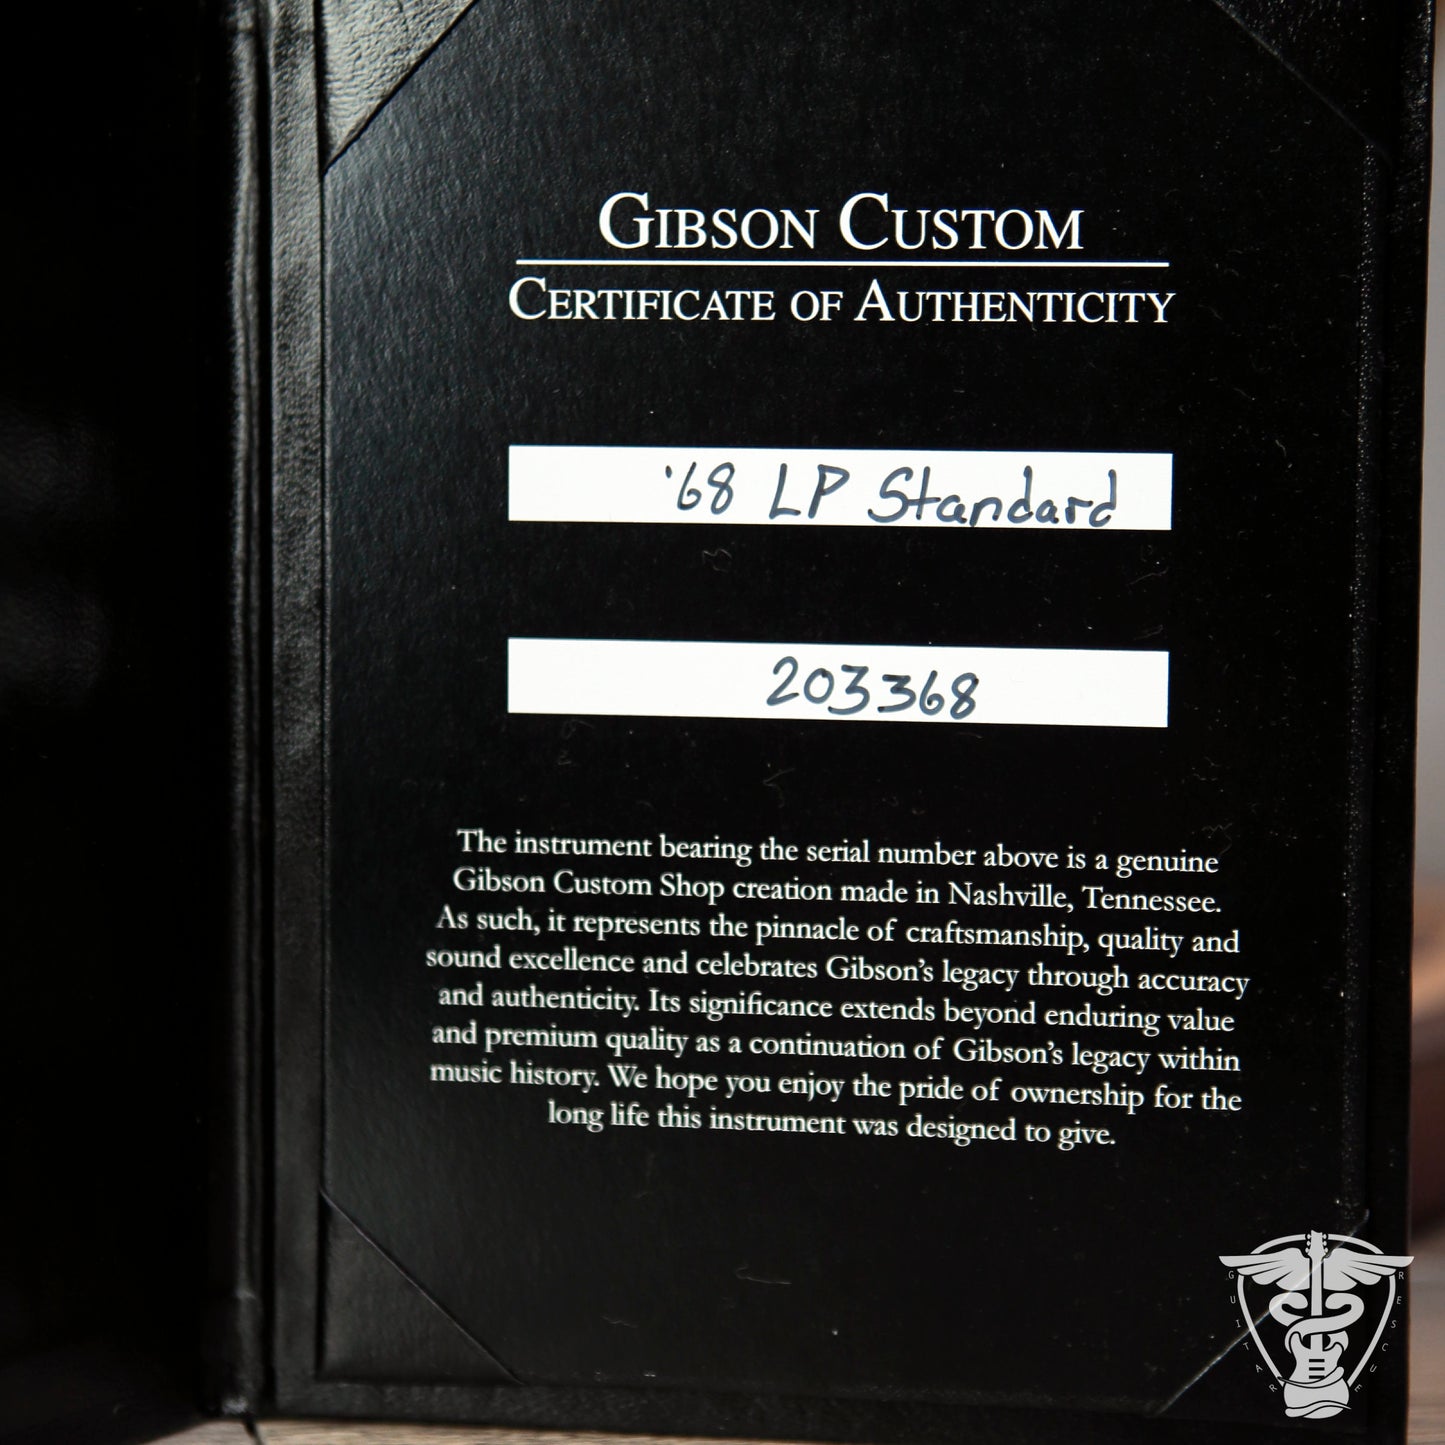 GIBSON CUSTOM
CERTIFICATE OF AUTHENTICITY
'68 LP Standard
203368
The instrument bearing the serial number above is a genuine
Gibson Custom Shop creation made in Nashville, Tennessee.
As such, it represents the pinnacle of craftsmanship, quality and
sound excellence and celebrates Gibson's legacy through accuracy
and authenticity. Its significance extends beyond enduring value
and premium quality as a continuation of Gibson's legacy within
music history. We hope you enjoy the pride of ownership for the
long life this instrument was designed to give.
GUITAR RESCUE